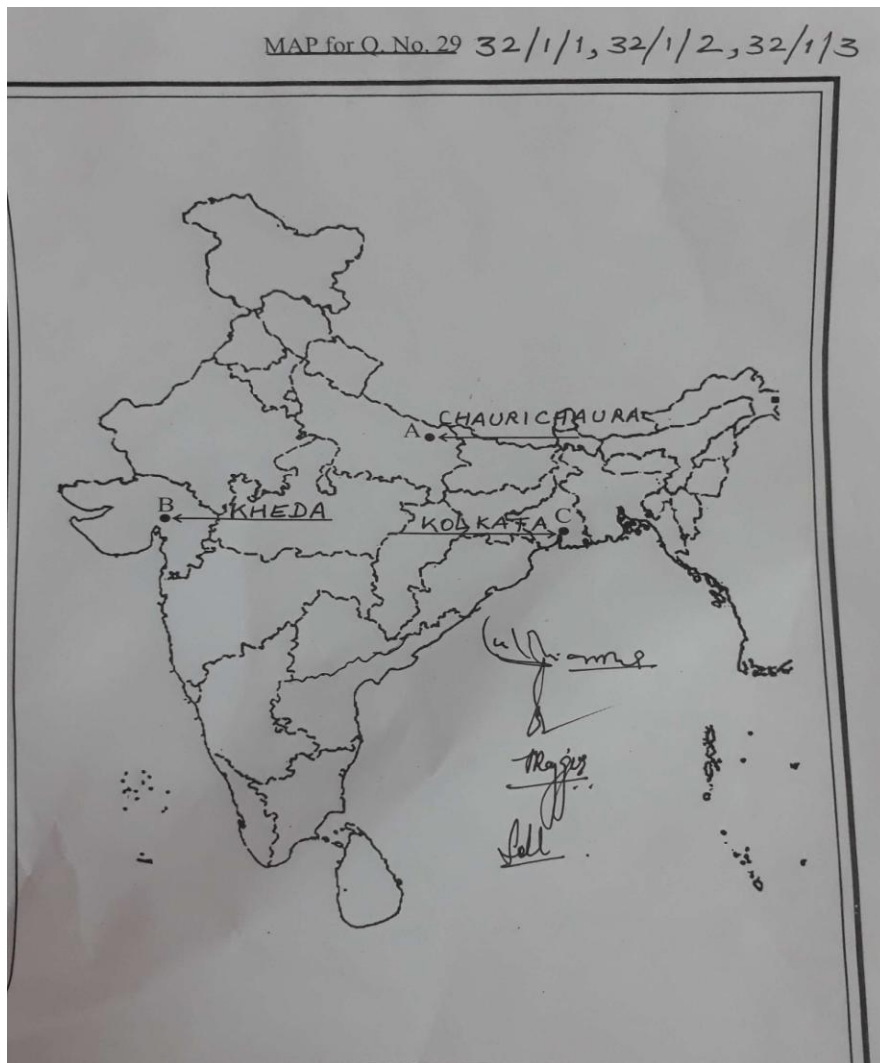 MAP for Q. No. 29 32/1/1, 32/1/2, 32/1/3
CHAURICHAURA
A
B
KHEDA
KOLKATA C